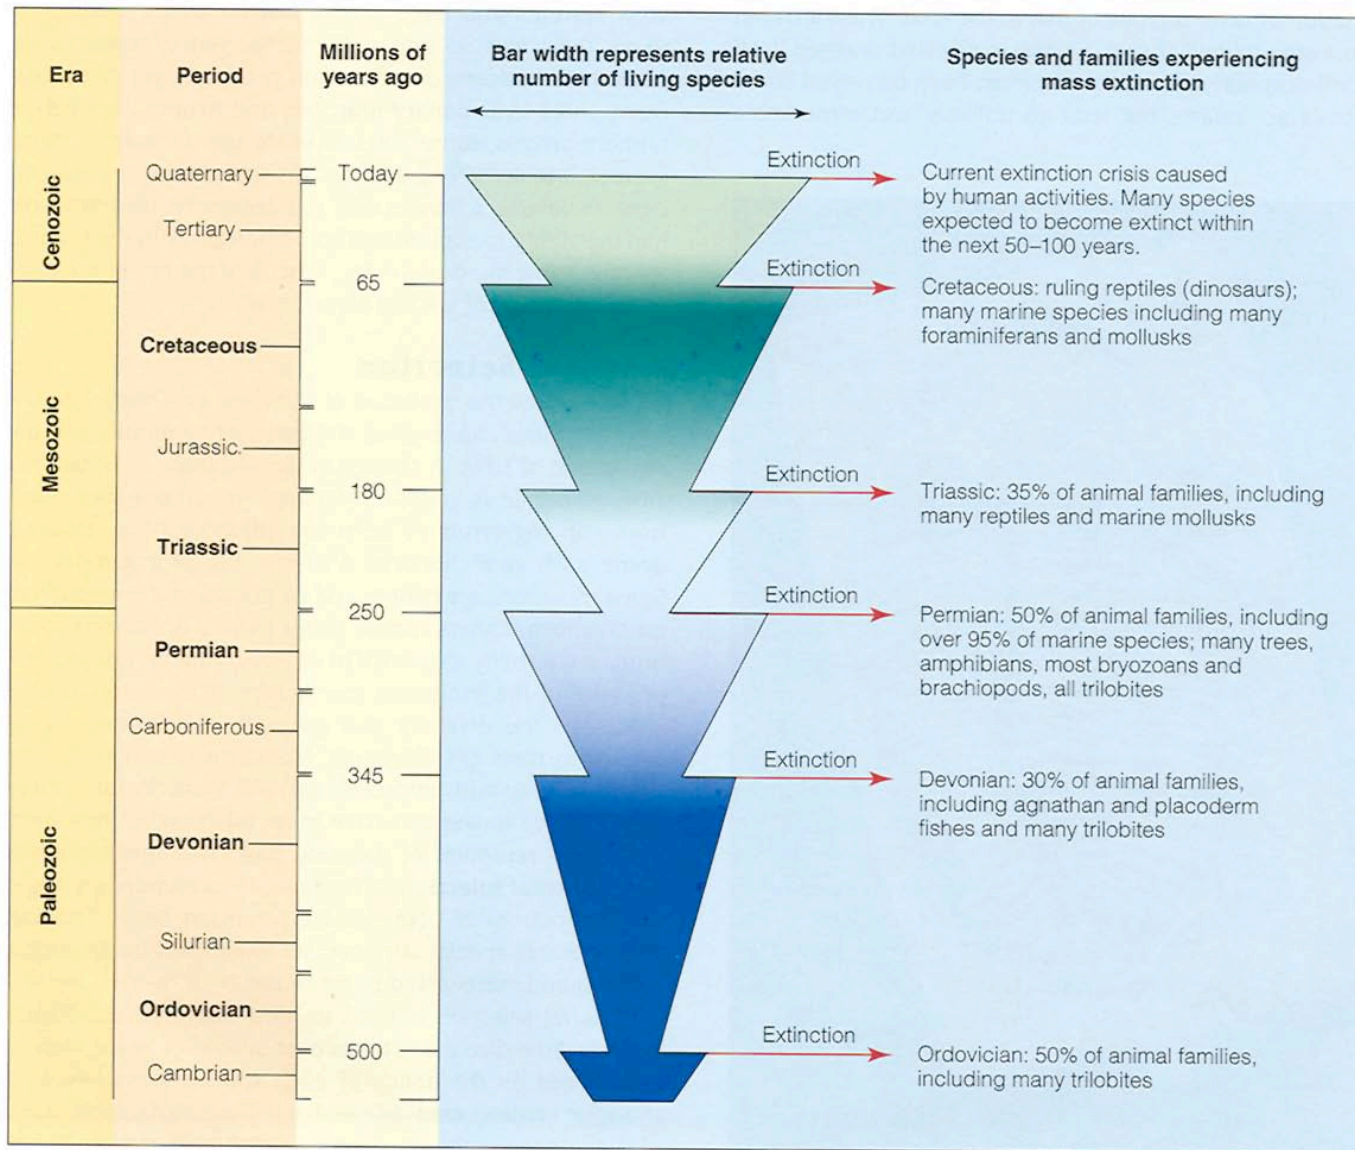 Era
Period
Millions of
years ago
Bar width represents relative
number of living species
Species and families experiencing
mass extinction
Cenozoic
Quaternary
Today
Extinction
Current extinction crisis caused
by human activities. Many species
expected to become extinct within
the next 50–100 years.
Tertiary
65
Extinction
Cretaceous: ruling reptiles (dinosaurs);
many marine species including many
foraminiferans and mollusks
Mesozoic
Cretaceous
Jurassic.
180
Extinction
Triassic: 35% of animal families, including
many reptiles and marine mollusks
Triassic
250
Extinction
Permian: 50% of animal families, including
over 95% of marine species; many trees,
amphibians, most bryozoans and
brachiopods, all trilobites
Paleozoic
Permian
Carboniferous
345
Extinction
Devonian: 30% of animal families,
including agnathan and placoderm
fishes and many trilobites
Devonian
Silurian
Ordovician
500
Extinction
Ordovician: 50% of animal families,
including many trilobites
Cambrian